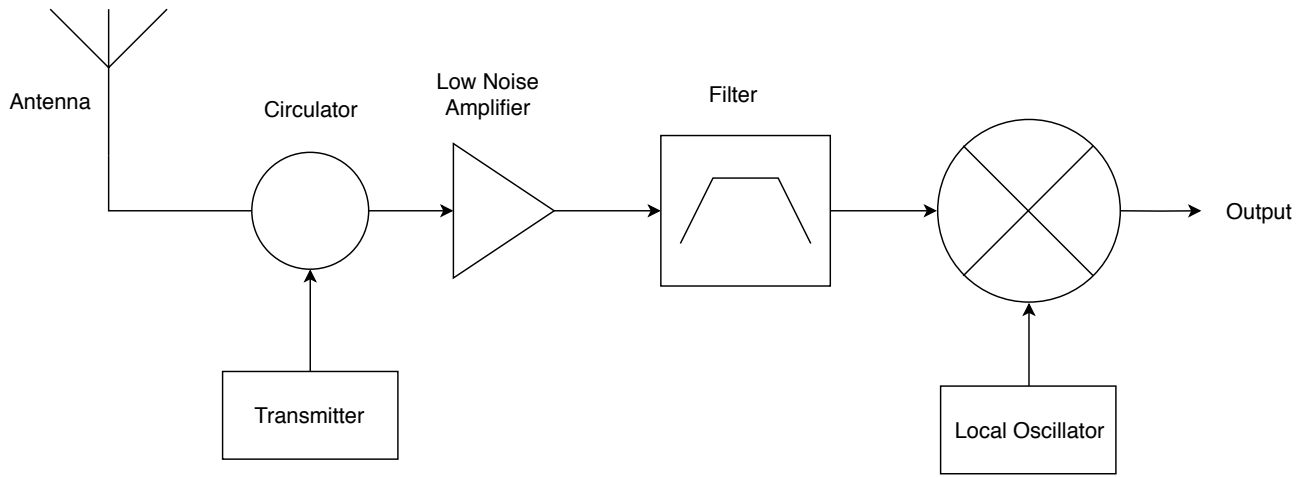 Antenna
Circulator
Low Noise
Amplifier
Filter
Output
Transmitter
Local Oscillator